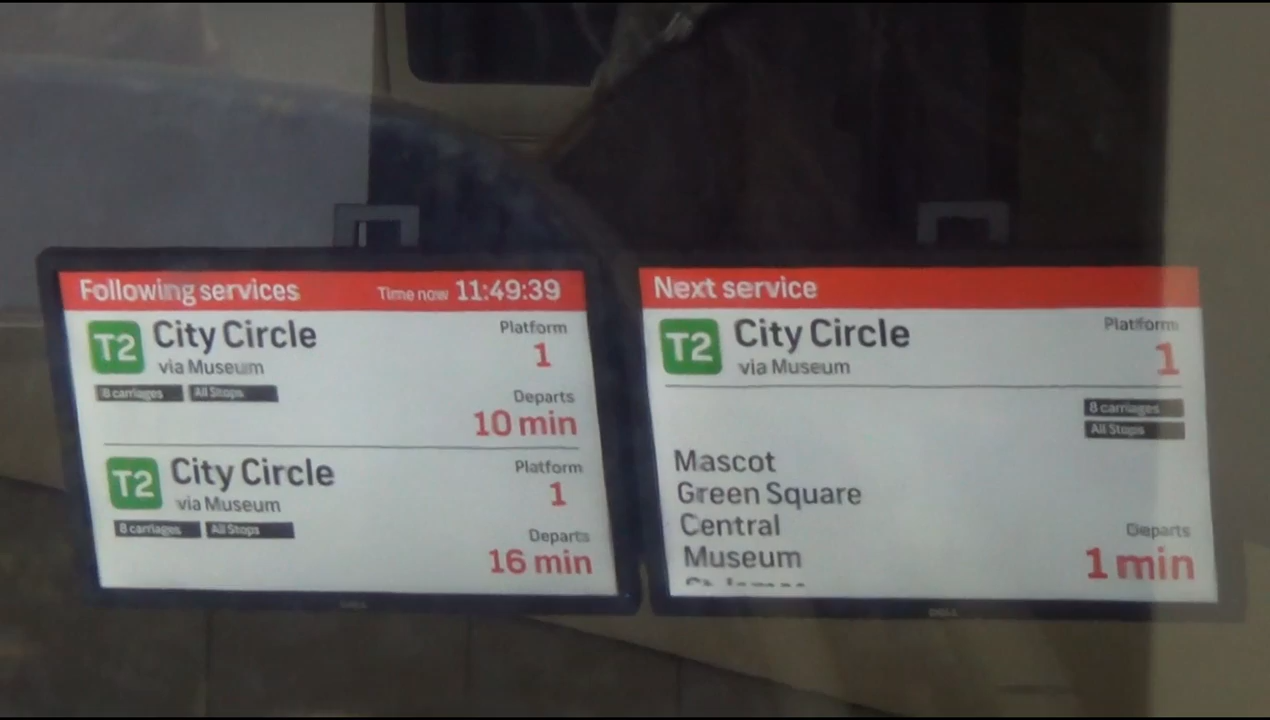 Following services Time now 11:49:39
T2 City Circle Platform
via Museum 1
8 carriages All Stops Departs
10 min
T2 City Circle Platform
via Museum 1
8 carriages All Stops Departs
16 min
Next service
T2 City Circle Platform
via Museum 1
8 carriages
All Stops
Mascot
Green Square
Central Departs
Museum 1 min